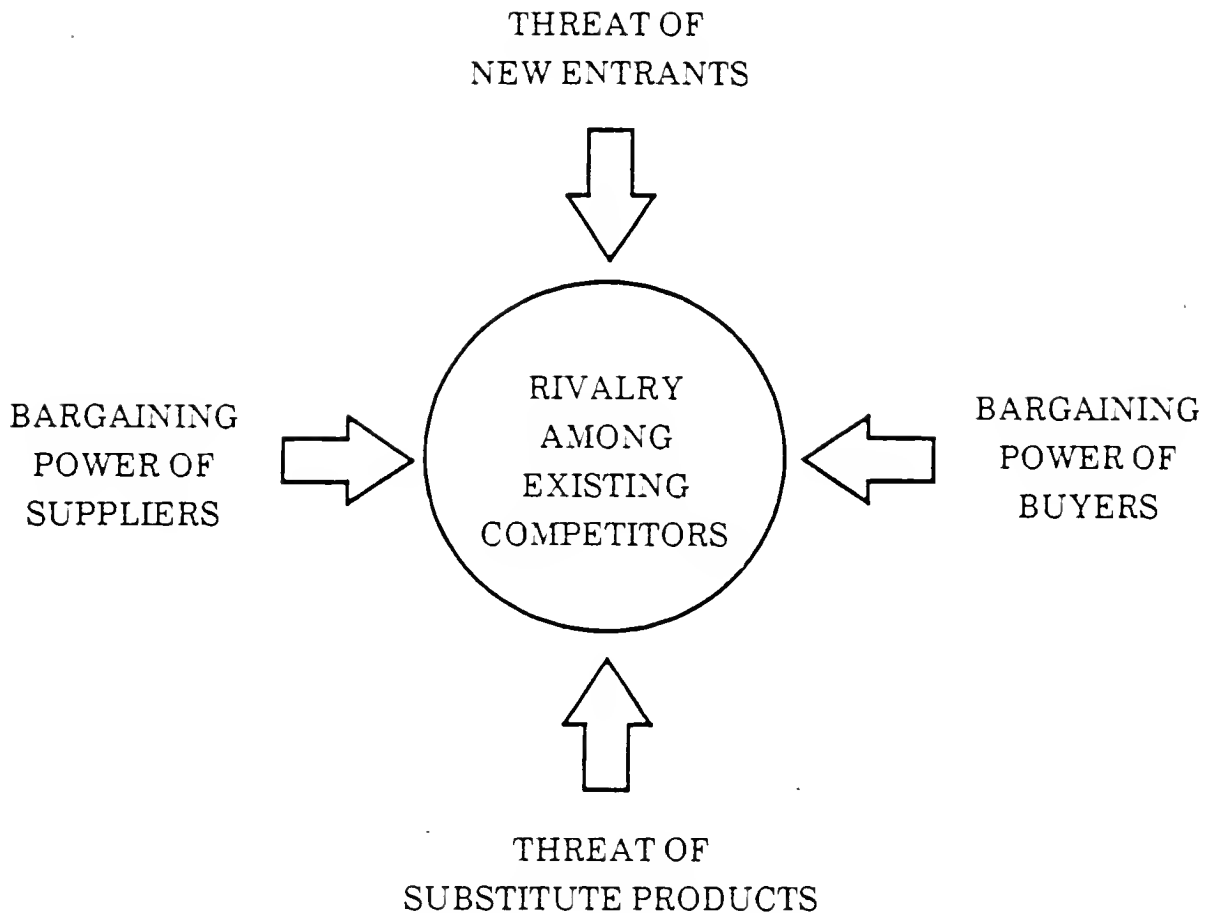 THREAT OF
NEW ENTRANTS
BARGAINING
POWER OF
SUPPLIERS
RIVALRY
AMONG
EXISTING
COMPETITORS
BARGAINING
POWER OF
BUYERS
THREAT OF
SUBSTITUTE PRODUCTS